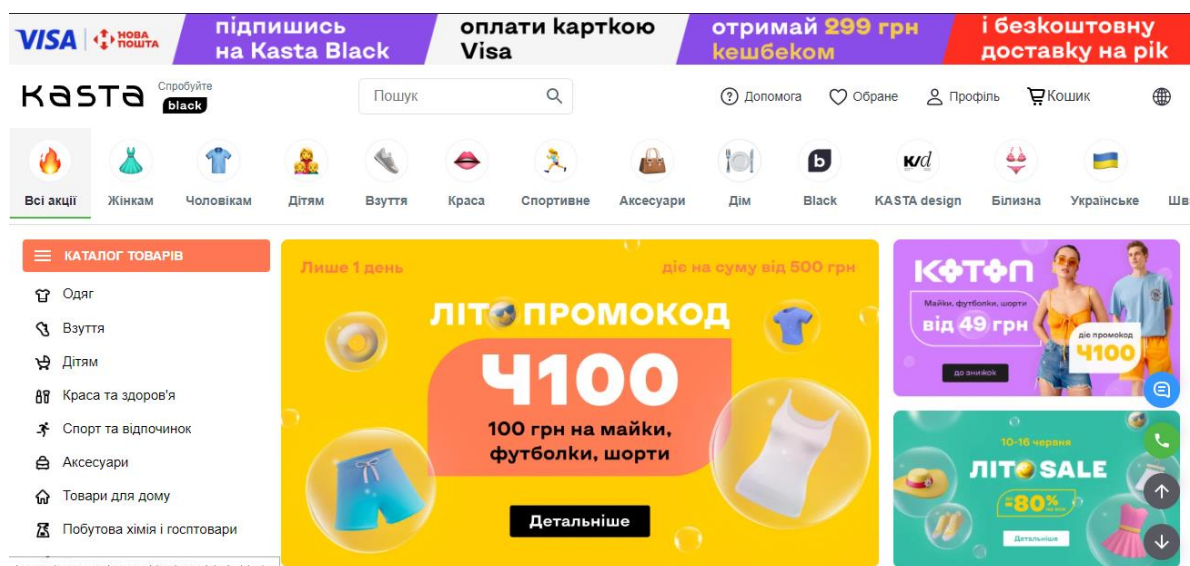 VISA НОВА ПОШТА
підпишись на Kasta Black
оплати карткою Visa
отримай 299 грн кешбеком
і безкоштовну доставку на рік
Kasta
Спробуйте
black
Пошук
Допомога
Обране
Профіль
Кошик
Всі акції
Жінкам
Чоловікам
Дітям
Взуття
Краса
Спортивне
Аксесуари
Дім
Black
KASTA design
Білизна
Українське
Шв
КАТАЛОГ ТОВАРІВ
Одяг
Взуття
Дітям
Краса та здоров'я
Спорт та відпочинок
Аксесуари
Товари для дому
Побутова хімія і госптовари
Лише 1 день
діє на суму від 500 грн
ЛІТО ПРОМОКОД
Ч100
100 грн на майки,
футболки, шорти
Детальніше
КОТОП
Майки, футболки, шорти
від 49 грн
діє промокод
Ч100
до знижок
10-16 червня
ЛІТО SALE
-80%
Детальніше